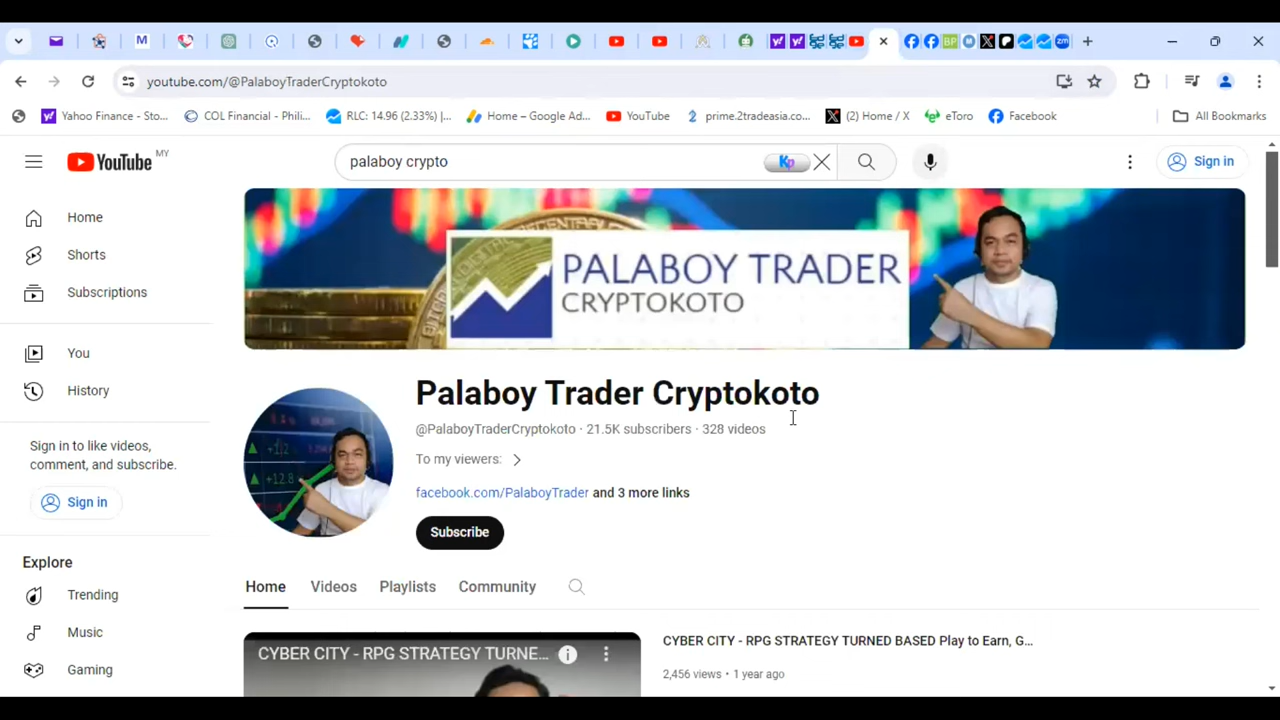 youtube.com/@PalaboyTraderCryptokoto
Yahoo Finance - Sto...
COL Financial - Phili...
RLC: 14.96 (2.33%) |...
Home – Google Ad...
YouTube
prime.2tradeasia.co...
(2) Home / X
eToro
Facebook
All Bookmarks
YouTube MY
palaboy crypto
Kp
Sign in
Home
Shorts
Subscriptions
You
History
Sign in to like videos,
comment, and subscribe.
Sign in
Explore
Trending
Music
Gaming
PALABOY TRADER
CRYPTOKOTO
Palaboy Trader Cryptokoto
@PalaboyTraderCryptokoto · 21.5K subscribers · 328 videos
To my viewers:
facebook.com/PalaboyTrader and 3 more links
Subscribe
Home
Videos
Playlists
Community
CYBER CITY - RPG STRATEGY TURNE...
CYBER CITY - RPG STRATEGY TURNED BASED Play to Earn, G...
2,456 views • 1 year ago